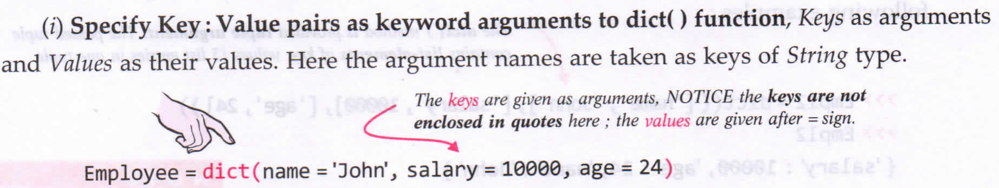 (i) Specify Key : Value pairs as keyword arguments to dict( ) function, Keys as arguments
and Values as their values. Here the argument names are taken as keys of String type.
The keys are given as arguments, NOTICE the keys are not
enclosed in quotes here ; the values are given after = sign.
Employee = dict(name = 'John', salary = 10000, age = 24)